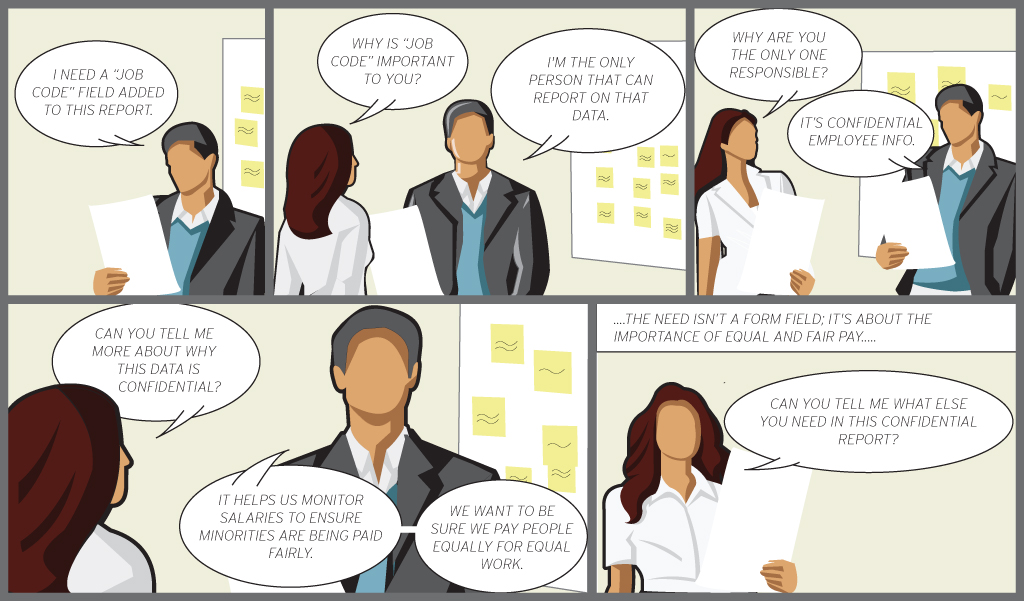 I NEED A “JOB
CODE” FIELD ADDED
TO THIS REPORT.
WHY IS “JOB
CODE” IMPORTANT
TO YOU?
I'M THE ONLY
PERSON THAT CAN
REPORT ON THAT
DATA.
WHY ARE YOU
THE ONLY ONE
RESPONSIBLE?
IT'S CONFIDENTIAL
EMPLOYEE INFO.
CAN YOU TELL ME
MORE ABOUT WHY
THIS DATA IS
CONFIDENTIAL?
IT HELPS US MONITOR
SALARIES TO ENSURE
MINORITIES ARE BEING PAID
FAIRLY.
WE WANT TO BE
SURE WE PAY PEOPLE
EQUALLY FOR EQUAL
WORK.
....THE NEED ISN'T A FORM FIELD; IT'S ABOUT THE
IMPORTANCE OF EQUAL AND FAIR PAY.....
CAN YOU TELL ME WHAT ELSE
YOU NEED IN THIS CONFIDENTIAL
REPORT?